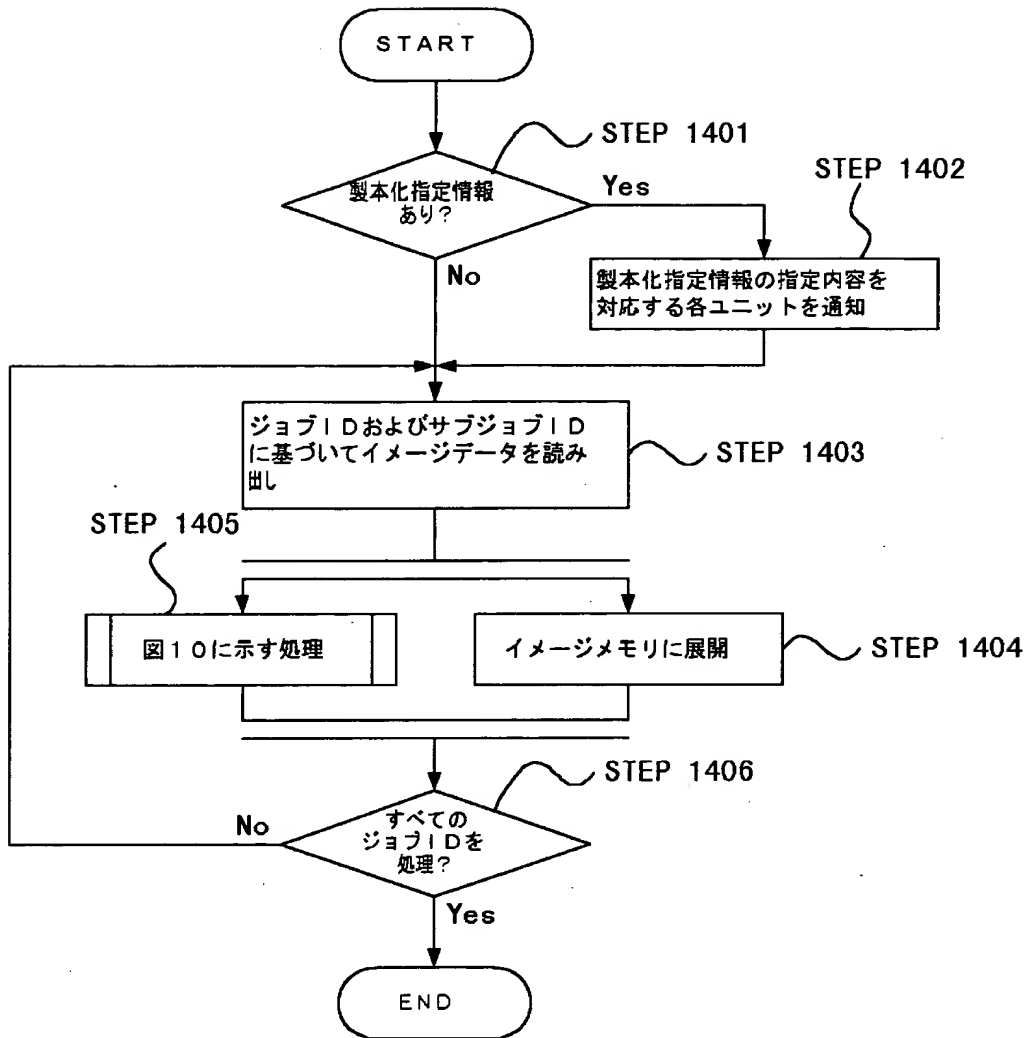 START
STEP 1401
製本化指定情報
あり?
Yes
No
STEP 1402
製本化指定情報の指定内容を
対応する各ユニットを通知
ジョブIDおよびサブジョブID
に基づいてイメージデータを読み
出し
STEP 1403
STEP 1405
図10に示す処理
イメージメモリに展開
STEP 1404
STEP 1406
すべての
ジョブIDを
処理?
No
Yes
END